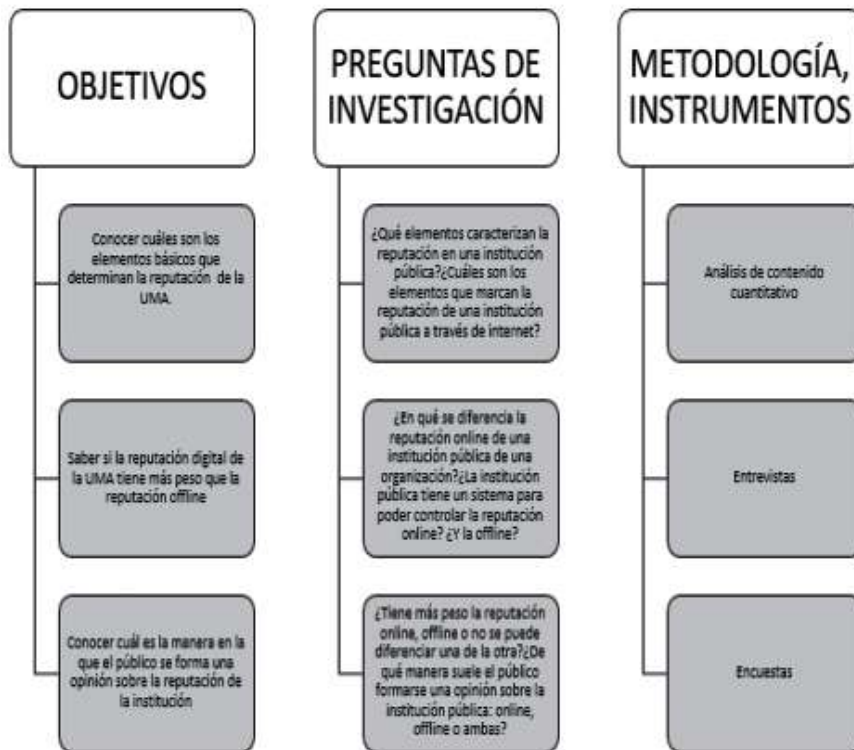 OBJETIVOS
Conocer cuáles son los
elementos básicos que
determinan la reputación de la
UMA.
Saber si la reputación digital de
la UMA tiene más peso que la
reputación offline
Conocer cuál es la manera en la
que el público se forma una
opinión sobre la reputación de
la institución
PREGUNTAS DE
INVESTIGACIÓN
¿Qué elementos caracterizan la
reputación en una institución
pública?¿Cuáles son los
elementos que marcan la
reputación de una institución
pública a través de internet?
¿En qué se diferencia la
reputación online de una
institución pública de una
organización?¿La institución
pública tiene un sistema para
poder controlar la reputación
online? ¿Y la offline?
¿Tiene más peso la reputación
online, offline o no se puede
diferenciar una de la otra?¿De
qué manera suele el público
formarse una opinión sobre la
institución pública: online,
offline o ambas?
METODOLOGÍA,
INSTRUMENTOS
Análisis de contenido
cuantitativo
Entrevistas
Encuestas